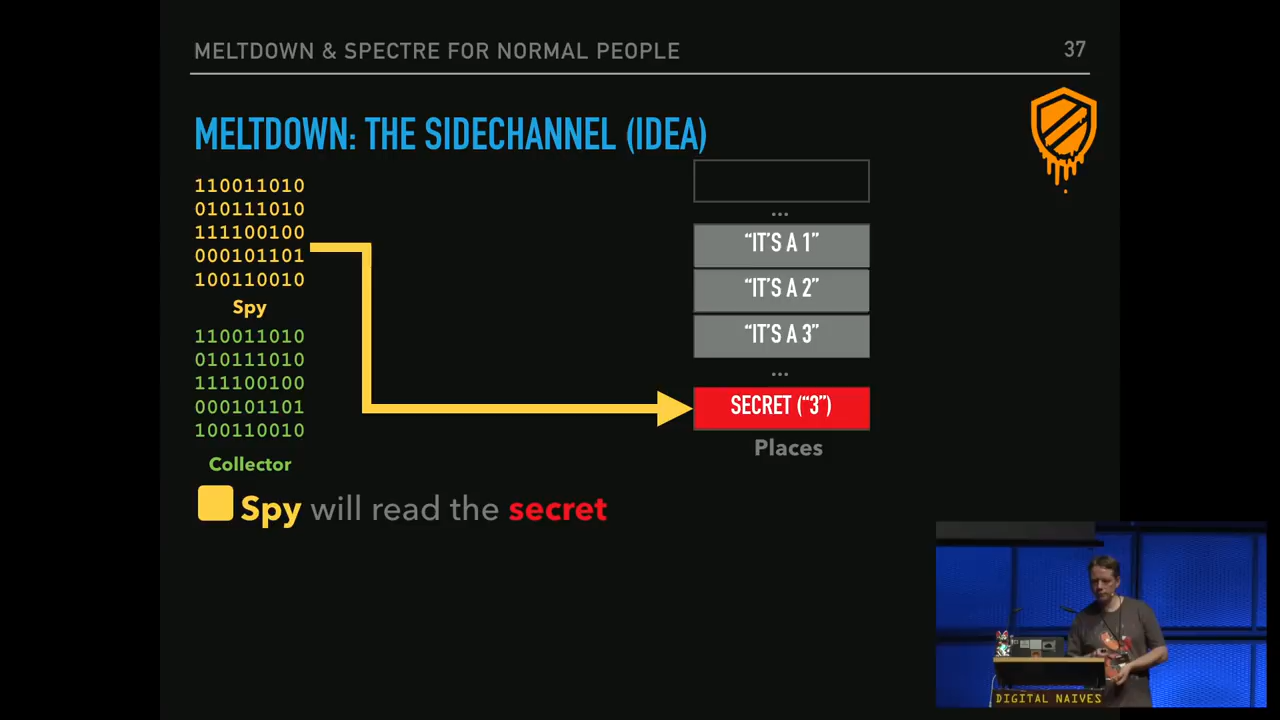 MELTDOWN & SPECTRE FOR NORMAL PEOPLE
37
MELTDOWN: THE SIDECHANNEL (IDEA)
110011010
010111010
111100100
000101101
100110010
Spy
110011010
010111010
111100100
000101101
100110010
Collector
...
“IT’S A 1”
“IT’S A 2”
“IT’S A 3”
...
SECRET (“3”)
Places
Spy will read the secret
DIGITAL NAIVES